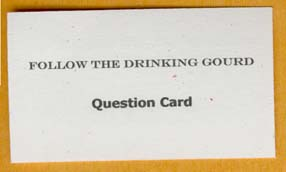 FOLLOW THE DRINKING GOURD
Question Card